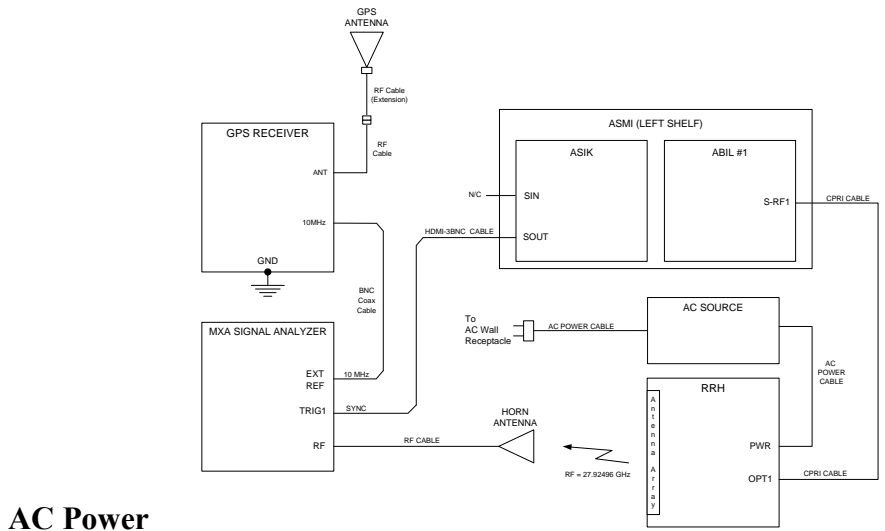 GPS
ANTENNA
RF Cable
(Extension)
RF
Cable
GPS RECEIVER
ANT
10MHz
GND
BNC
Coax
Cable
ASMI (LEFT SHELF)
ASIK
ABIL #1
N/C
SIN
SOUT
S-RF1
CPRI CABLE
HDMI-3BNC CABLE
MXA SIGNAL ANALYZER
EXT
REF
10 MHz
TRIG1
SYNC
RF
RF CABLE
HORN
ANTENNA
RF = 27.92496 GHz
To
AC Wall
Receptacle
AC POWER CABLE
AC SOURCE
AC
POWER
CABLE
RRH
Antenna Array
PWR
OPT1
CPRI CABLE
AC Power